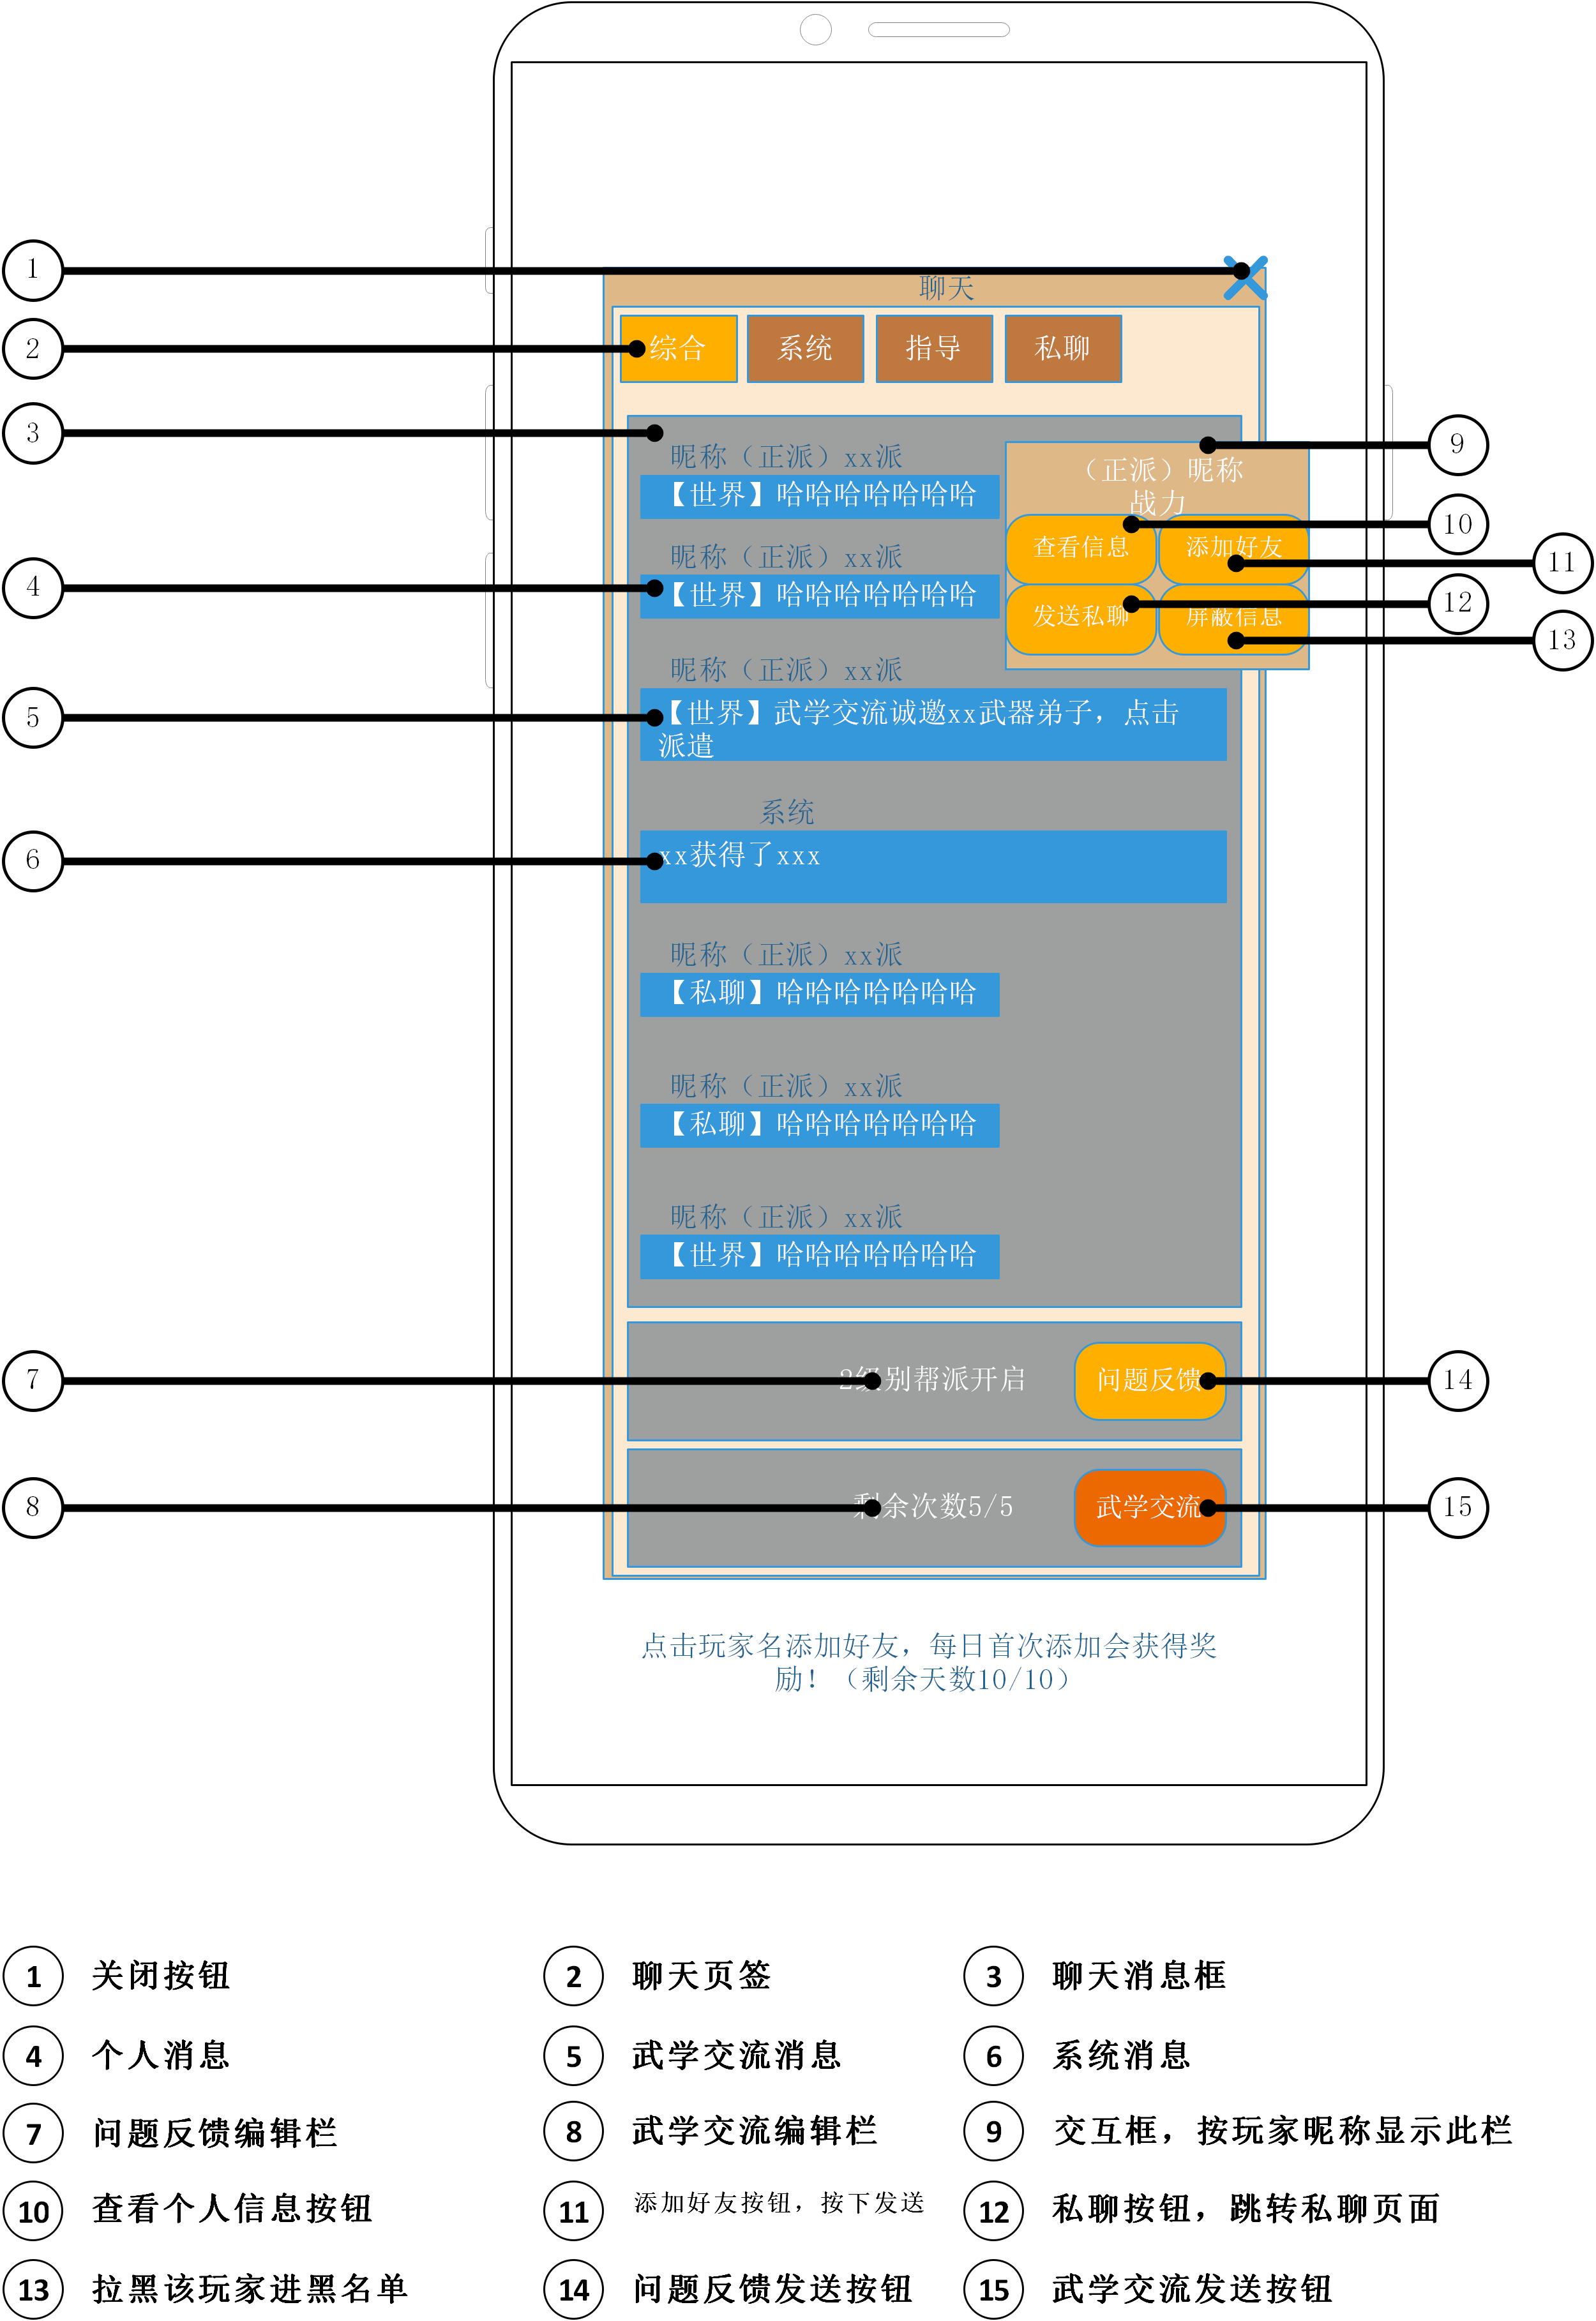 1
聊天
2
综合
系统
指导
私聊
3
昵称（正派）xx派
【世界】哈哈哈哈哈哈哈
9
（正派）昵称
战力
10
查看信息
添加好友
11
昵称（正派）xx派
4
【世界】哈哈哈哈哈哈哈
12
发送私聊
屏蔽信息
13
昵称（正派）xx派
5
【世界】武学交流诚邀xx武器弟子，点击
派遣
系统
6
xx获得了xxx
昵称（正派）xx派
【私聊】哈哈哈哈哈哈哈
昵称（正派）xx派
【私聊】哈哈哈哈哈哈哈
昵称（正派）xx派
【世界】哈哈哈哈哈哈哈
7
2级别帮派开启
问题反馈
14
8
剩余次数5/5
武学交流
15
点击玩家名添加好友，每日首次添加会获得奖
励！（剩余天数10/10）
1 关闭按钮
2 聊天页签
3 聊天消息框
4 个人消息
5 武学交流消息
6 系统消息
7 问题反馈编辑栏
8 武学交流编辑栏
9 交互框，按玩家昵称显示此栏
10 查看个人信息按钮
11 添加好友按钮，按下发送
12 私聊按钮，跳转私聊页面
13 拉黑该玩家进黑名单
14 问题反馈发送按钮
15 武学交流发送按钮